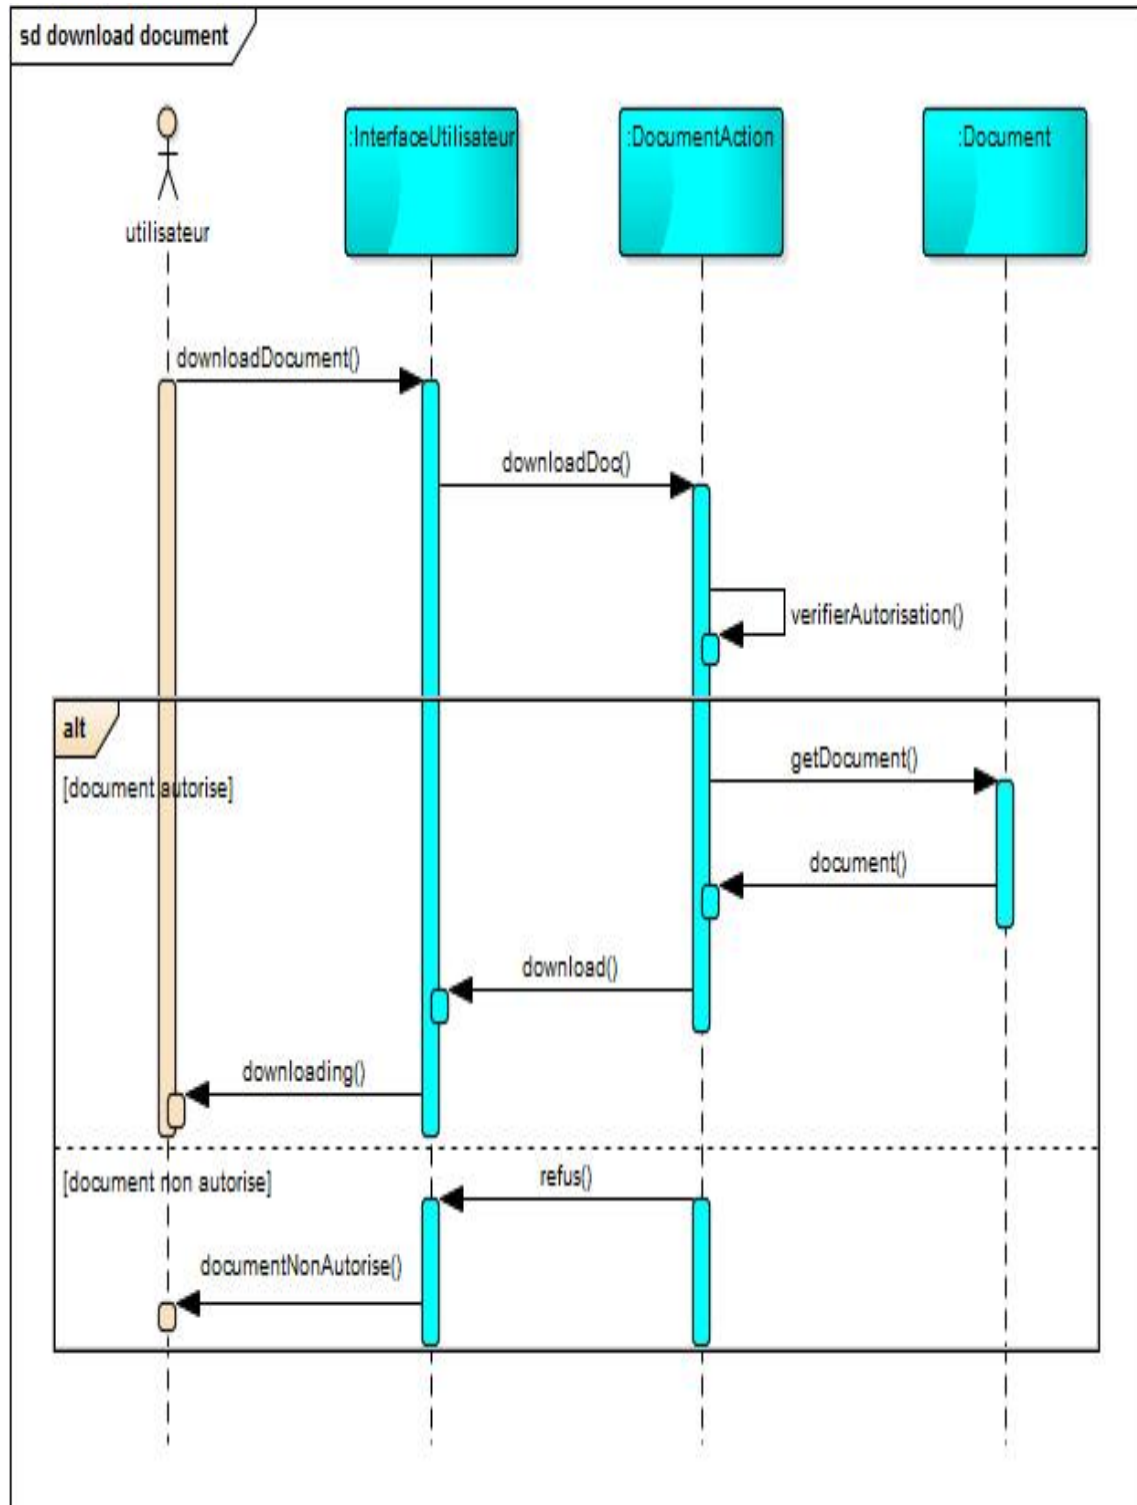 sd download document
utilisateur
:InterfaceUtilisateur
:DocumentAction
:Document
downloadDocument()
downloadDoc()
verifierAutorisation()
alt
[document autorise]
getDocument()
document()
download()
downloading()
[document non autorise]
refus()
documentNonAutorise()